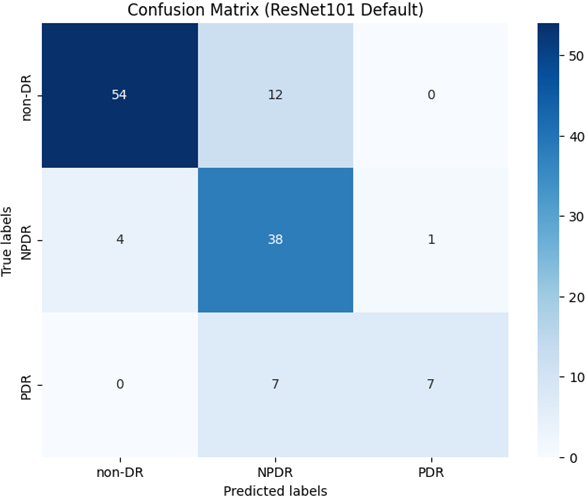 Confusion Matrix (ResNet101 Default)
non-DR 54 12 0
NPDR 4 38 1
PDR 0 7 7
non-DR NPDR PDR
True labels
Predicted labels
50
40
30
20
10
0